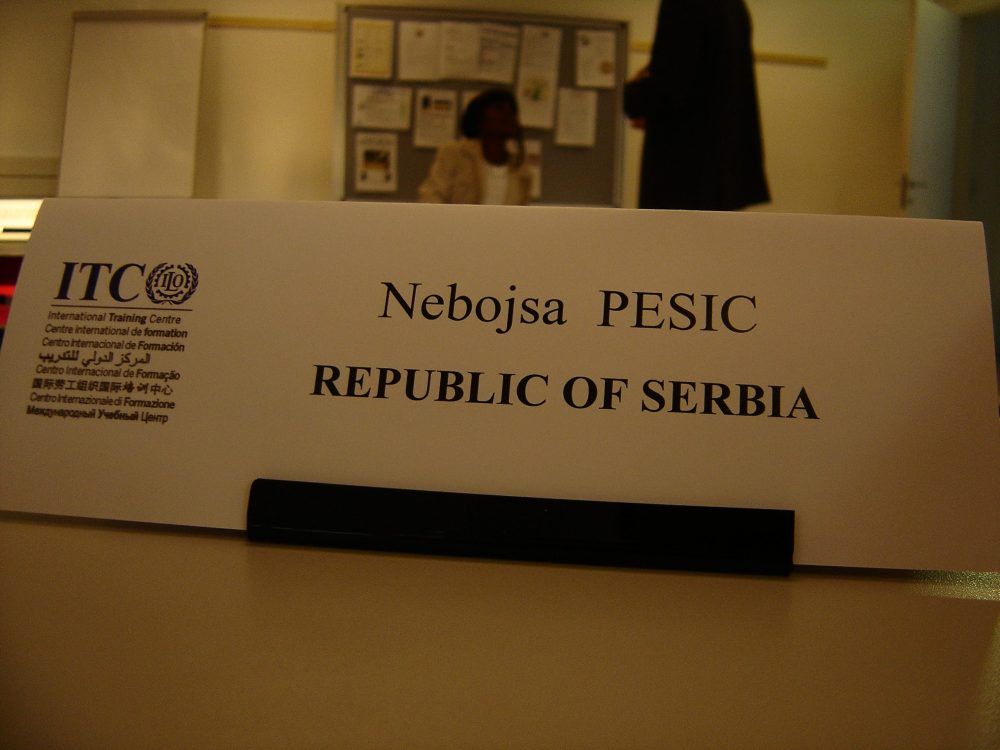 ITC ILO
International Training Centre
Centre international de formation
Centro Internacional de Formación
المركز الدولي للتدريب
Centro Internacional de Formação
国际劳工组织国际培训中心
Centro Internazionale di Formazione
Международный Учебный Центр
Nebojsa PESIC
REPUBLIC OF SERBIA